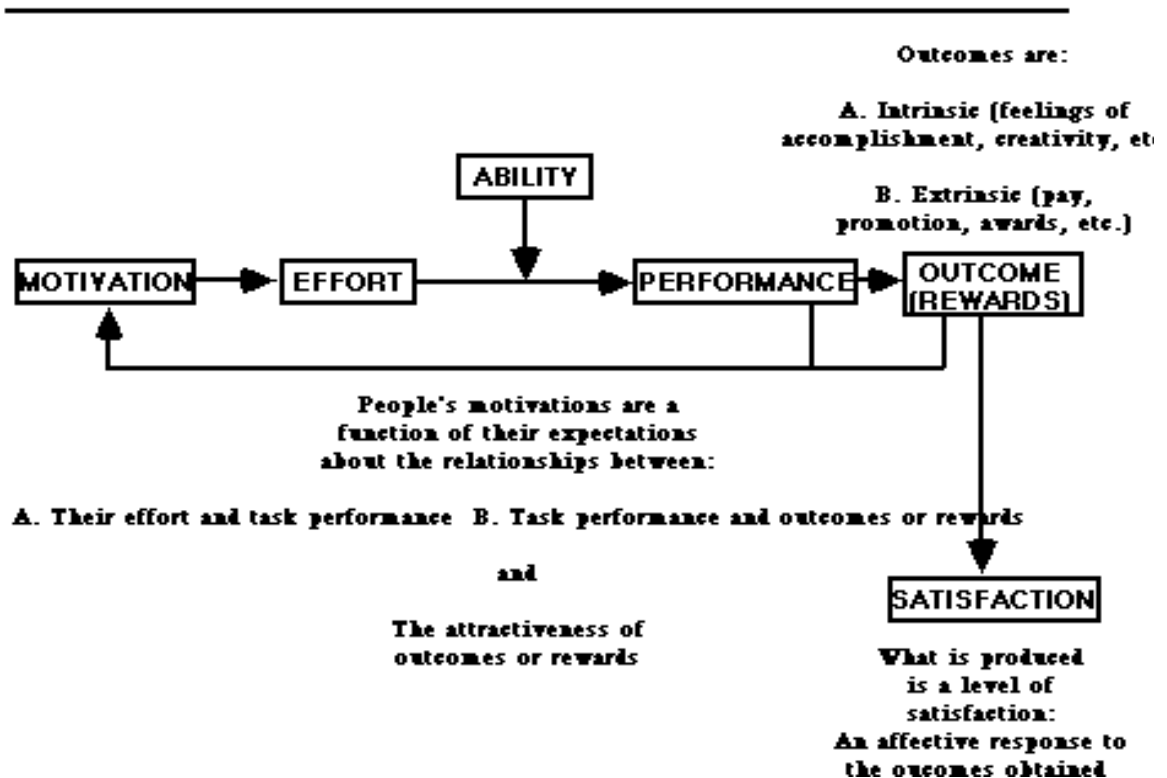 Outcomes are:
A. Intrinsic (feelings of
accomplishment, creativity, etc
B. Extrinsic (pay,
promotion, awards, etc.)
ABILITY
MOTIVATION
EFFORT
PERFORMANCE
OUTCOME
(REWARDS)
People's motivations are a
function of their expectations
about the relationships between:
A. Their effort and task performance B. Task performance and outcomes or rewards
and
The attractiveness of
outcomes or rewards
SATISFACTION
What is produced
is a level of
satisfaction:
An affective response to
the oucomes obtained